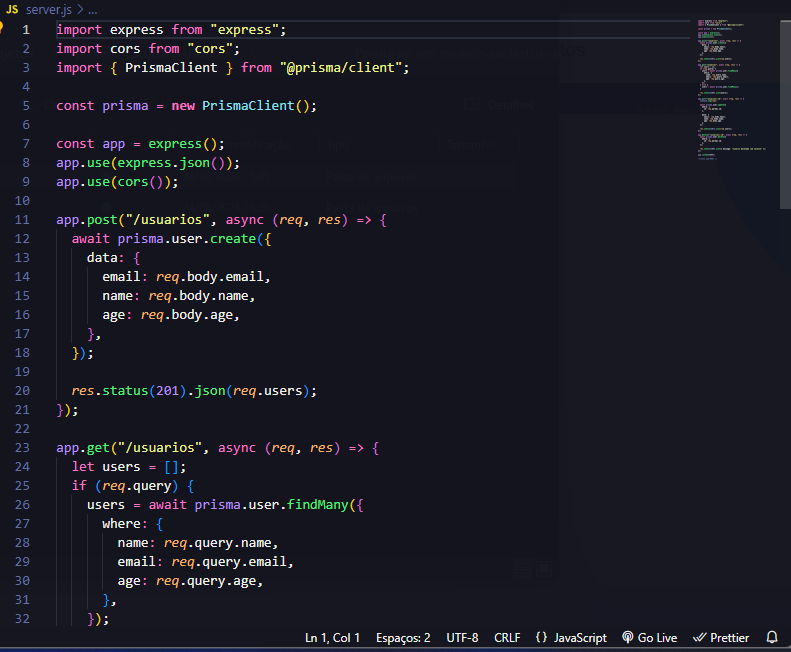 JS server.js > ...
1 import express from "express";
2 import cors from "cors";
3 import { PrismaClient } from "@prisma/client";
4
5 const prisma = new PrismaClient();
6
7 const app = express();
8 app.use(express.json());
9 app.use(cors());
10
11 app.post("/usuarios", async (req, res) => {
12   await prisma.user.create({
13     data: {
14       email: req.body.email,
15       name: req.body.name,
16       age: req.body.age,
17     },
18   });
19
20   res.status(201).json(req.users);
21 });
22
23 app.get("/usuarios", async (req, res) => {
24   let users = [];
25   if (req.query) {
26     users = await prisma.user.findMany({
27       where: {
28         name: req.query.name,
29         email: req.query.email,
30         age: req.query.age,
31       },
32     });
Ln 1, Col 1 Espaços: 2 UTF-8 CRLF {} JavaScript Go Live Prettier